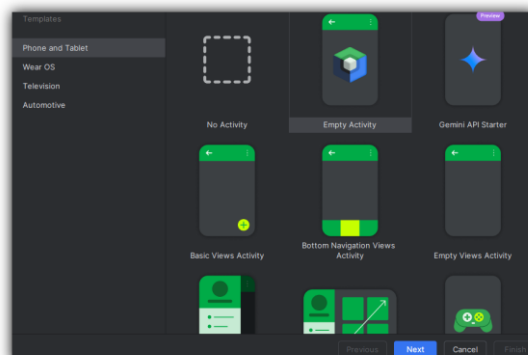 Templates
Phone and Tablet
Wear OS
Television
Automotive
Preview
No Activity
Empty Activity
Gemini API Starter
Basic Views Activity
Bottom Navigation Views
Activity
Empty Views Activity
Previous
Next
Cancel
Finish